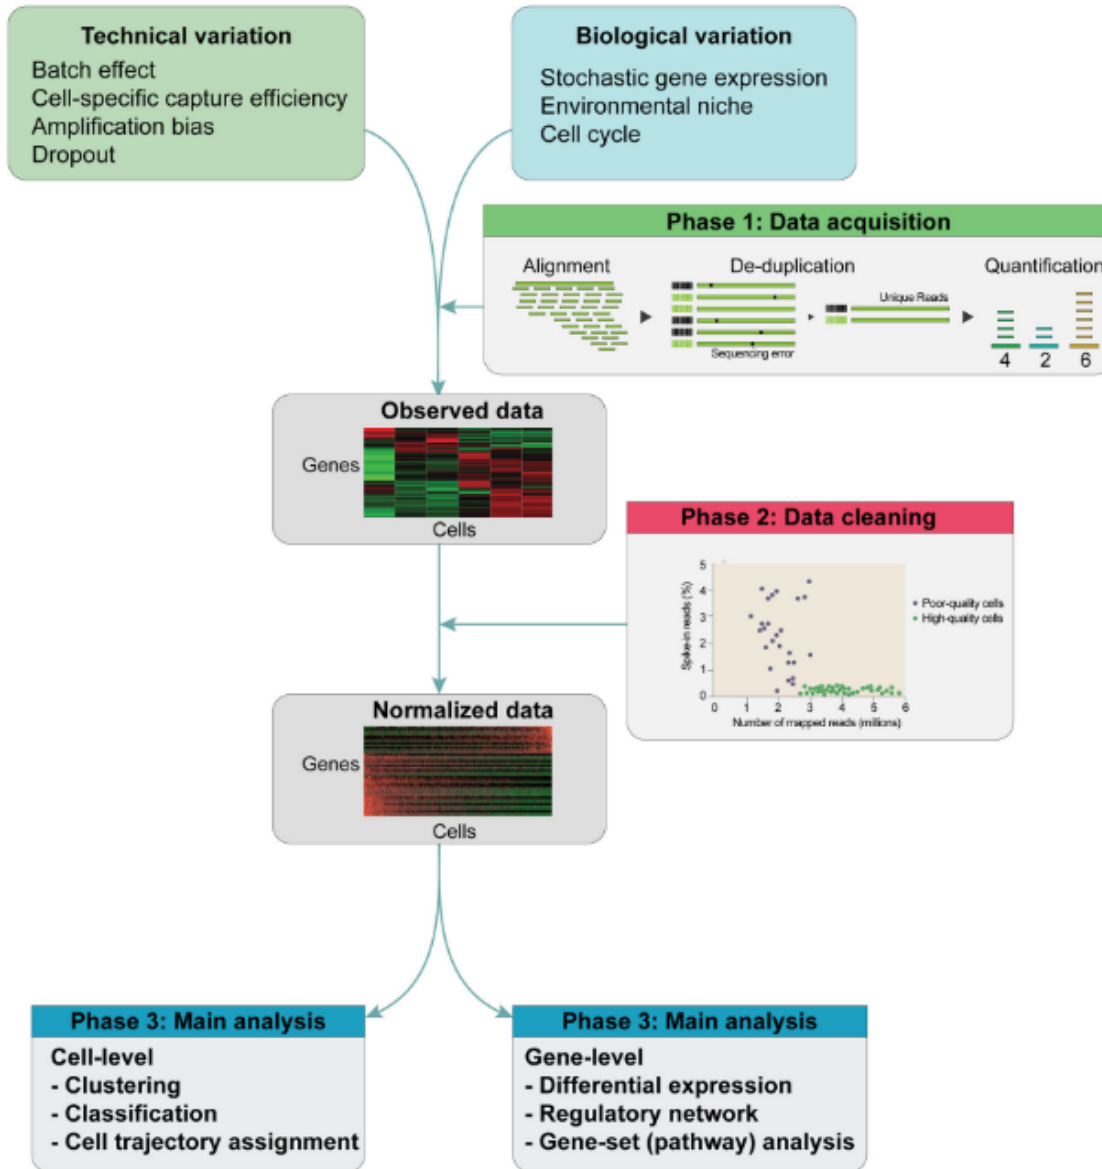 Technical variation
Batch effect
Cell-specific capture efficiency
Amplification bias
Dropout
Biological variation
Stochastic gene expression
Environmental niche
Cell cycle
Phase 1: Data acquisition
Alignment
De-duplication
Quantification
Unique Reads
Sequencing error
4 2 6
Observed data
Genes
Cells
Phase 2: Data cleaning
5
4
3
2
1
0
Spike-in reads (%)
0 1 2 3 4 5 6
Number of mapped reads (millions)
Poor-quality cells
High-quality cells
Normalized data
Genes
Cells
Phase 3: Main analysis
Cell-level
- Clustering
- Classification
- Cell trajectory assignment
Phase 3: Main analysis
Gene-level
- Differential expression
- Regulatory network
- Gene-set (pathway) analysis